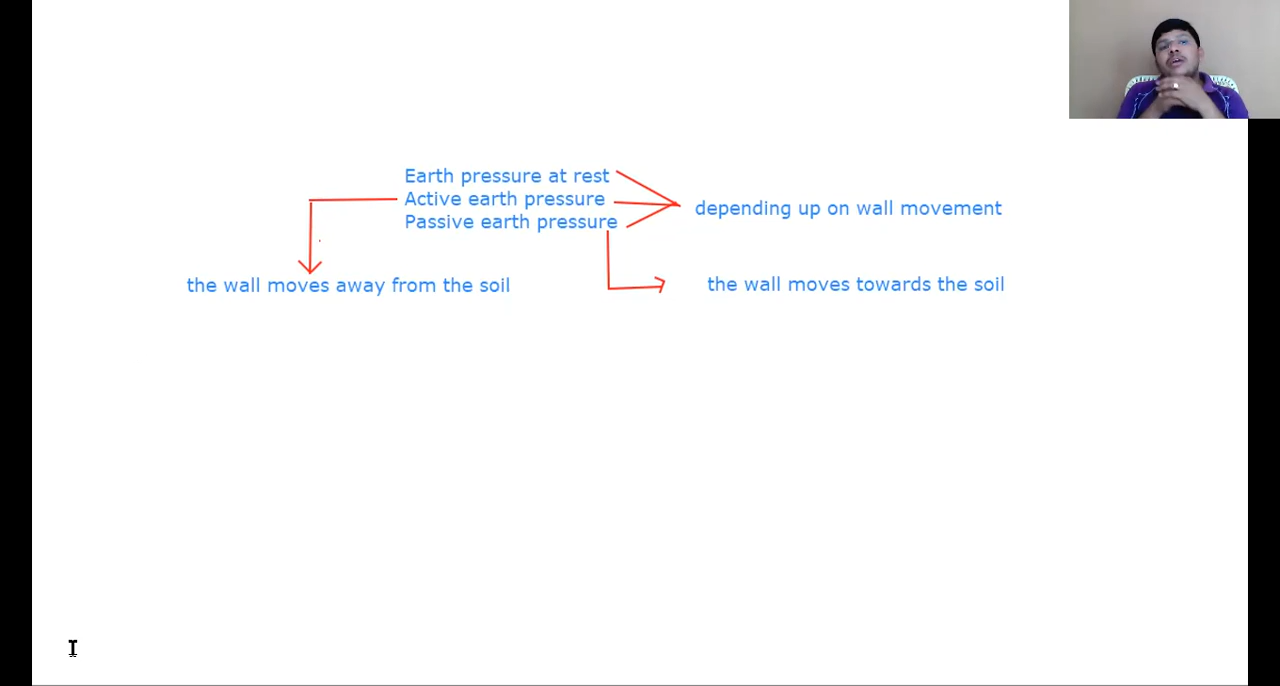 Earth pressure at rest
Active earth pressure
Passive earth pressure
depending up on wall movement
the wall moves away from the soil
the wall moves towards the soil